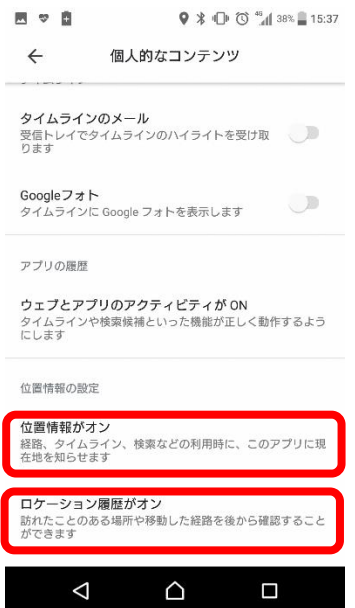 4G 38% 15:37
個人的なコンテンツ
タイムラインのメール
受信トレイでタイムラインのハイライトを受け取
ります
Googleフォト
タイムラインに Google フォトを表示します
アプリの履歴
ウェブとアプリのアクティビティが ON
タイムラインや検索候補といった機能が正しく動作するよう
にします
位置情報の設定
位置情報がオン
経路、タイムライン、検索などの利用時に、このアプリに現
在地を知らせます
ロケーション履歴がオン
訪れたことのある場所や移動した経路を後から確認すること
ができます